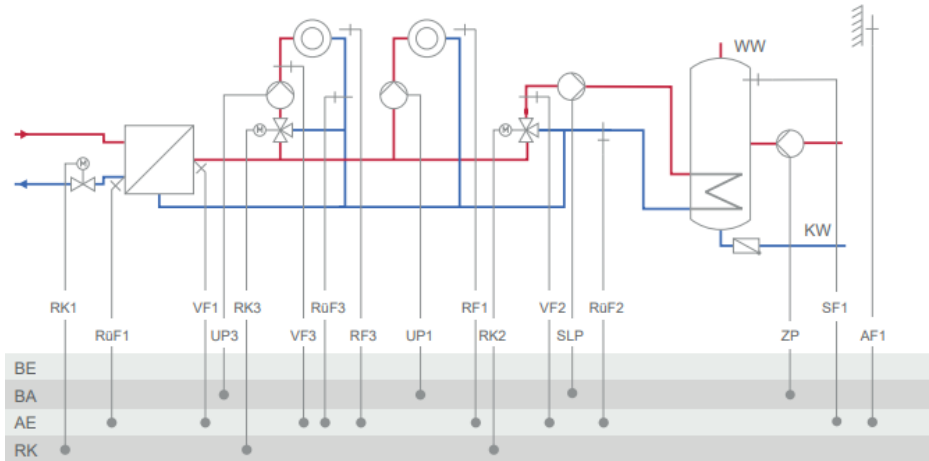 WW
M
M
M
KW
RK1 VF1 RK3 RüF3 RF1 VF2 RüF2 SF1
RüF1 UP3 VF3 RF3 UP1 RK2 SLP ZP AF1
BE
BA
AE
RK